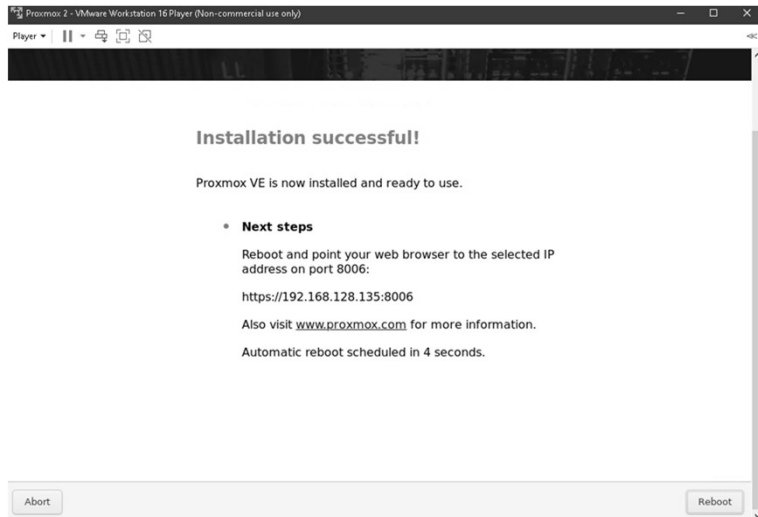 Proxmox 2 - VMware Workstation 16 Player (Non-commercial use only)
Player
Installation successful!
Proxmox VE is now installed and ready to use.
Next steps
Reboot and point your web browser to the selected IP
address on port 8006:
https://192.168.128.135:8006
Also visit www.proxmox.com for more information.
Automatic reboot scheduled in 4 seconds.
Abort
Reboot